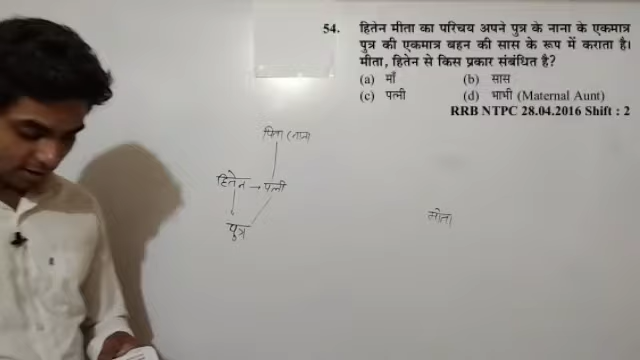 54. हितेन मीता का परिचय अपने पुत्र के नाना के एकमात्र
पुत्र की एकमात्र बहन की सास के रूप में कराता है।
मीता, हितेन से किस प्रकार संबंधित है?
(a) माँ (b) सास
(c) पत्नी (d) भाभी (Maternal Aunt)
RRB NTPC 28.04.2016 Shift : 2
पिता (नाना
हितेन → पत्नी
पुत्र